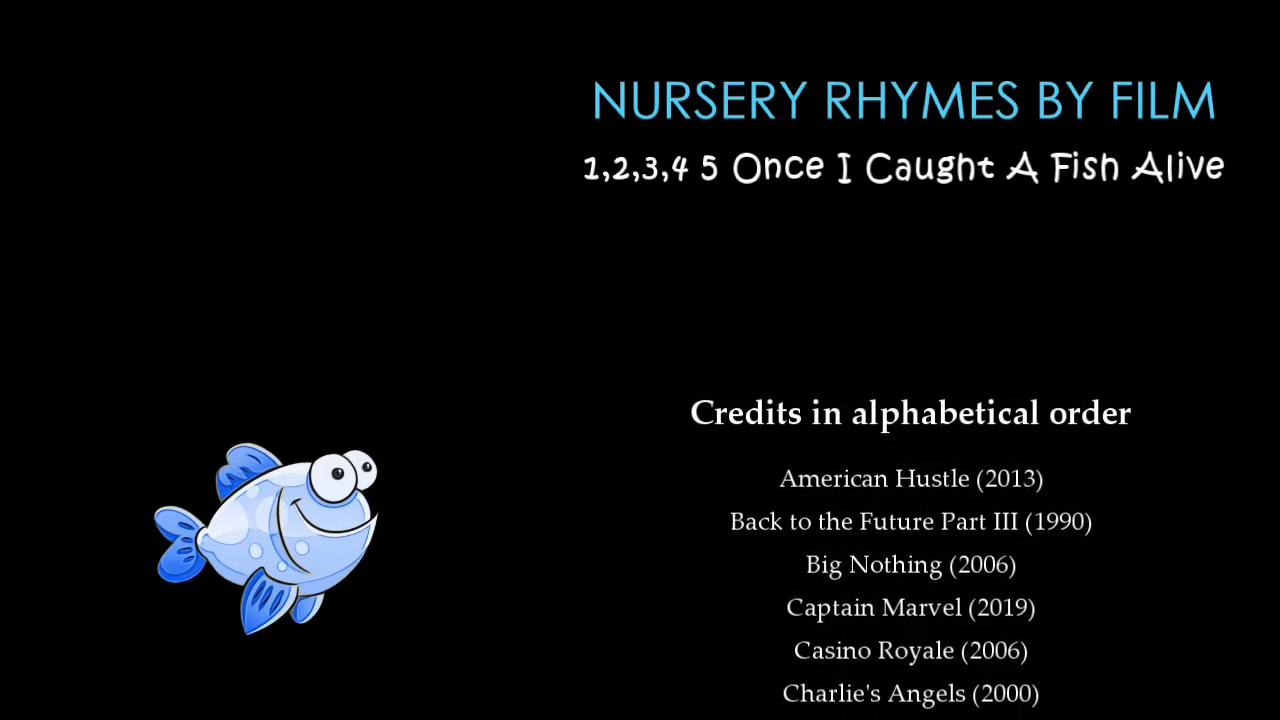 NURSERY RHYMES BY FILM
1,2,3,4 5 Once I Caught A Fish Alive
Credits in alphabetical order
American Hustle (2013)
Back to the Future Part III (1990)
Big Nothing (2006)
Captain Marvel (2019)
Casino Royale (2006)
Charlie's Angels (2000)